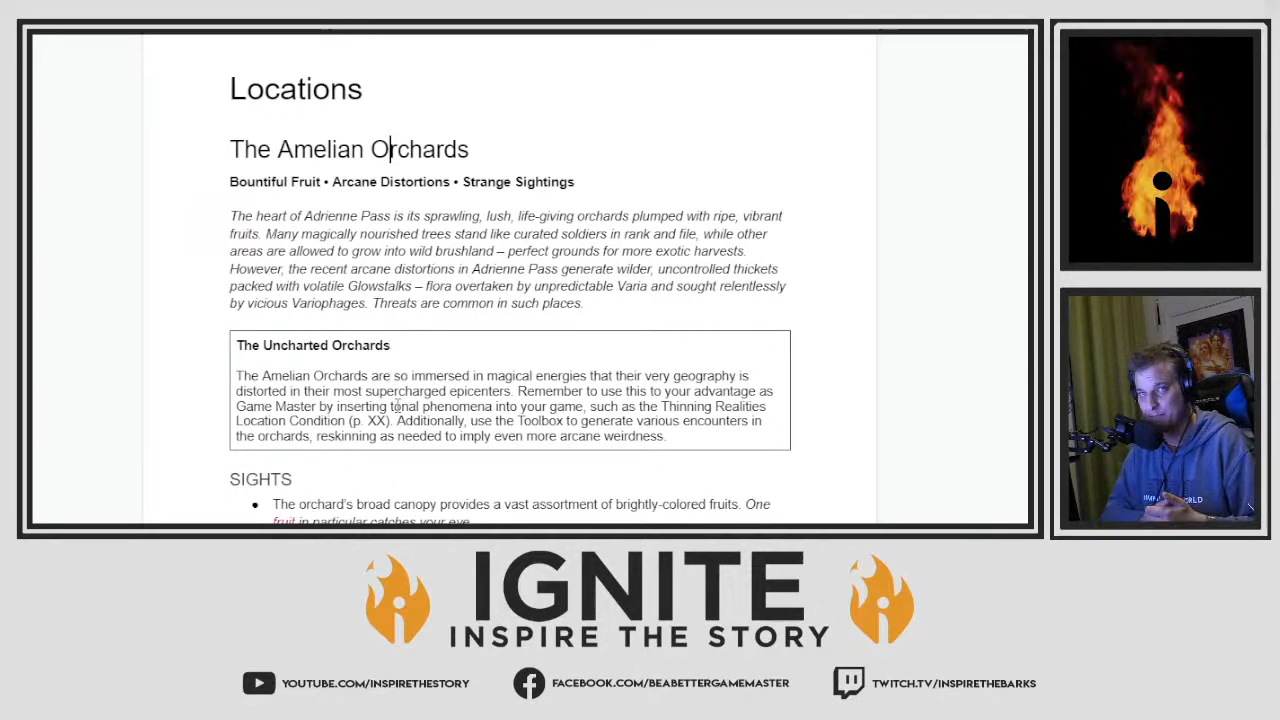 Locations
The Amelian Orchards
Bountiful Fruit • Arcane Distortions • Strange Sightings
The heart of Adrienne Pass is its sprawling, lush, life-giving orchards plumped with ripe, vibrant
fruits. Many magically nourished trees stand like curated soldiers in rank and file, while other
areas are allowed to grow into wild brushland – perfect grounds for more exotic harvests.
However, the recent arcane distortions in Adrienne Pass generate wilder, uncontrolled thickets
packed with volatile Glowstalks – flora overtaken by unpredictable Varia and sought relentlessly
by vicious Variophages. Threats are common in such places.
The Uncharted Orchards
The Amelian Orchards are so immersed in magical energies that their very geography is
distorted in their most supercharged epicenters. Remember to use this to your advantage as
Game Master by inserting tonal phenomena into your game, such as the Thinning Realities
Location Condition (p. XX). Additionally, use the Toolbox to generate various encounters in
the orchards, reskinning as needed to imply even more arcane weirdness.
SIGHTS
• The orchard's broad canopy provides a vast assortment of brightly-colored fruits. One
fruit in particular catches your eye
IGNITE
INSPIRE THE STORY
YOUTUBE.COM/INSPIRETHESTORY
FACEBOOK.COM/BEABETTERGAMEMASTER
TWITCH.TV/INSPIRETHEBARKS